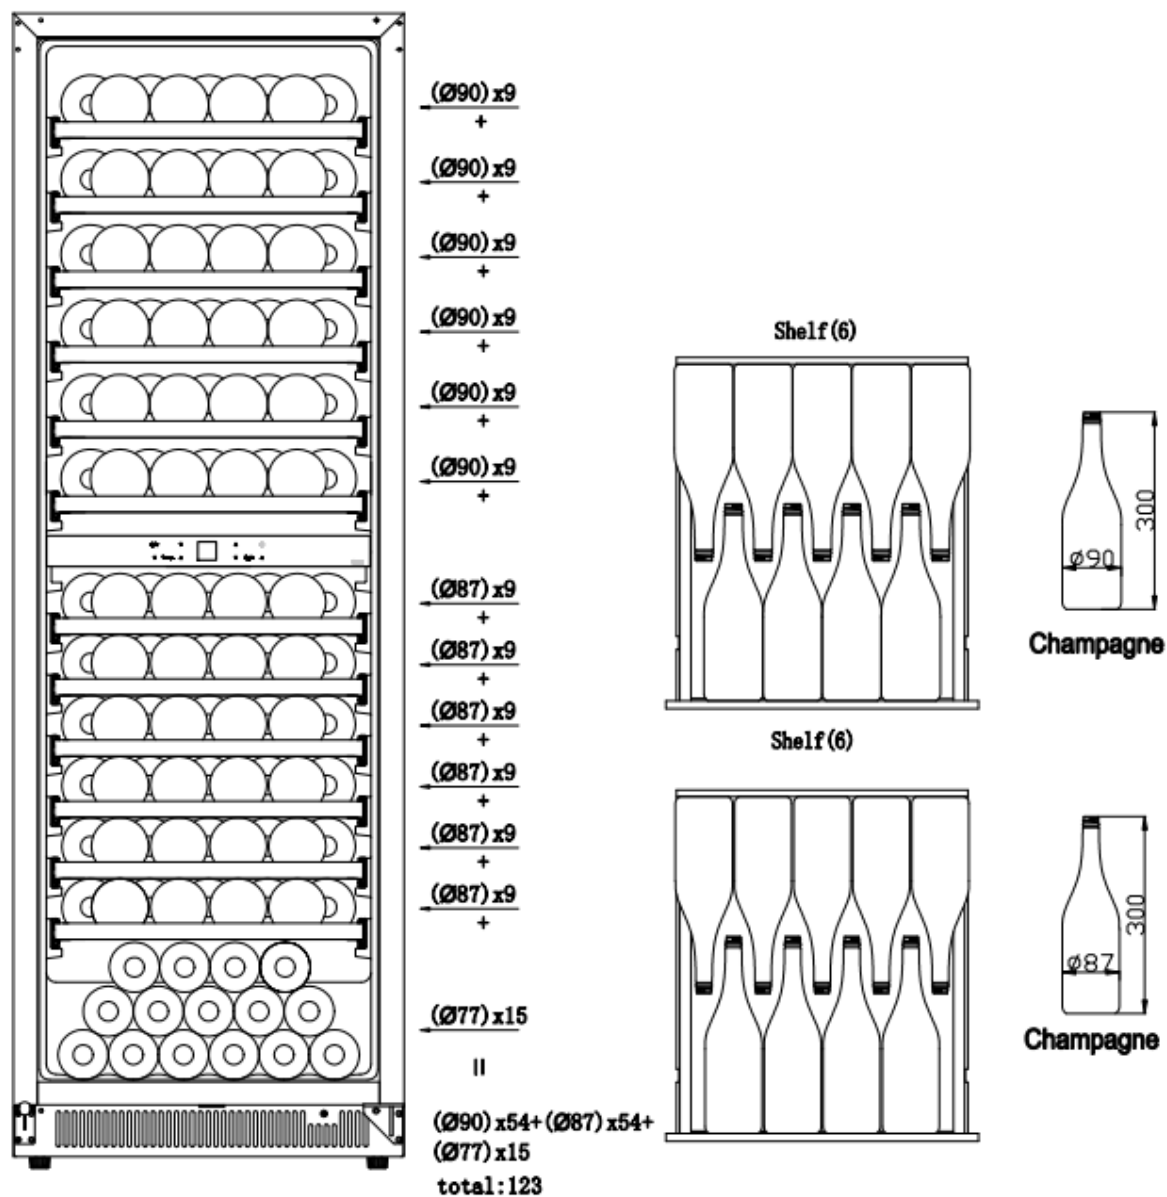 (Ø90)x9
+
(Ø90)x9
+
(Ø90)x9
+
(Ø90)x9
+
(Ø90)x9
+
(Ø90)x9
+
(Ø87)x9
+
(Ø87)x9
+
(Ø87)x9
+
(Ø87)x9
+
(Ø87)x9
+
(Ø87)x9
+
(Ø77)x15
=
(Ø90)x54+(Ø87)x54+
(Ø77)x15
total:123
Shelf(6)
300
Ø90
Champagne
Shelf(6)
300
Ø87
Champagne